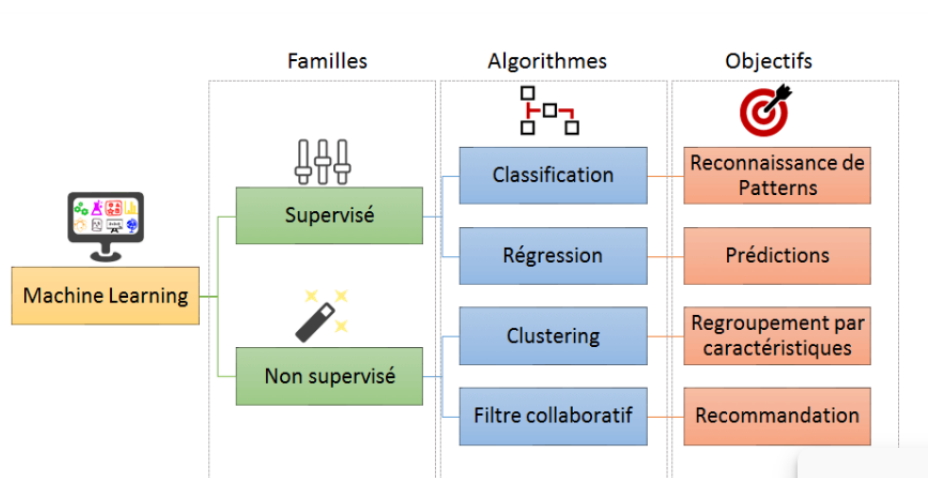 Familles
Algorithmes
Objectifs
Machine Learning
Supervisé
Non supervisé
Classification
Régression
Clustering
Filtre collaboratif
Reconnaissance de
Patterns
Prédictions
Regroupement par
caractéristiques
Recommandation